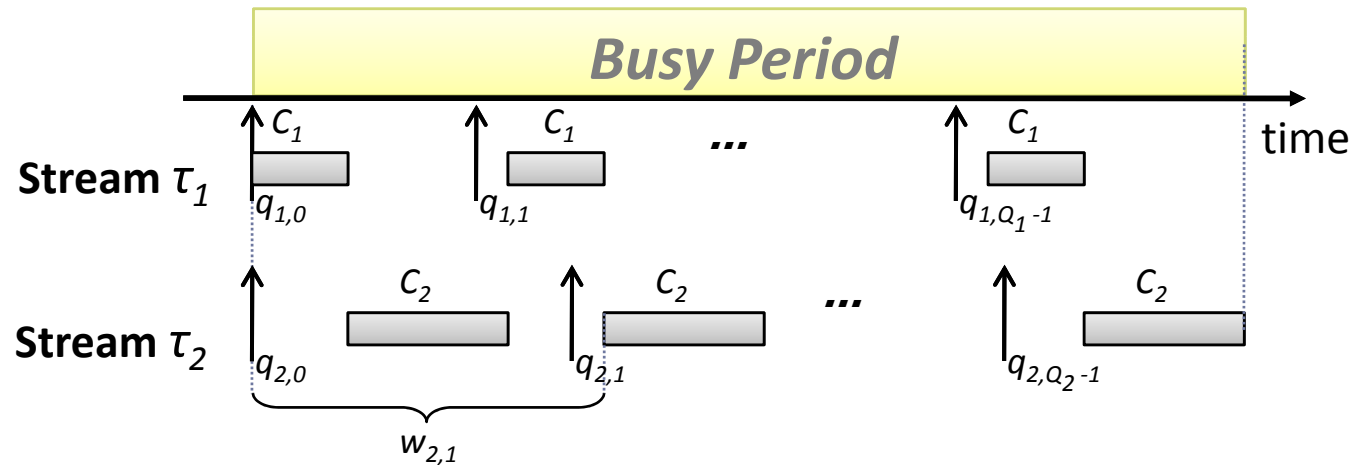 Busy Period
time
C1 C1 ... C1
Stream τ1
q1,0 q1,1 q1,Q1-1
C2 C2 ... C2
Stream τ2
q2,0 q2,1 q2,Q2-1
w2,1